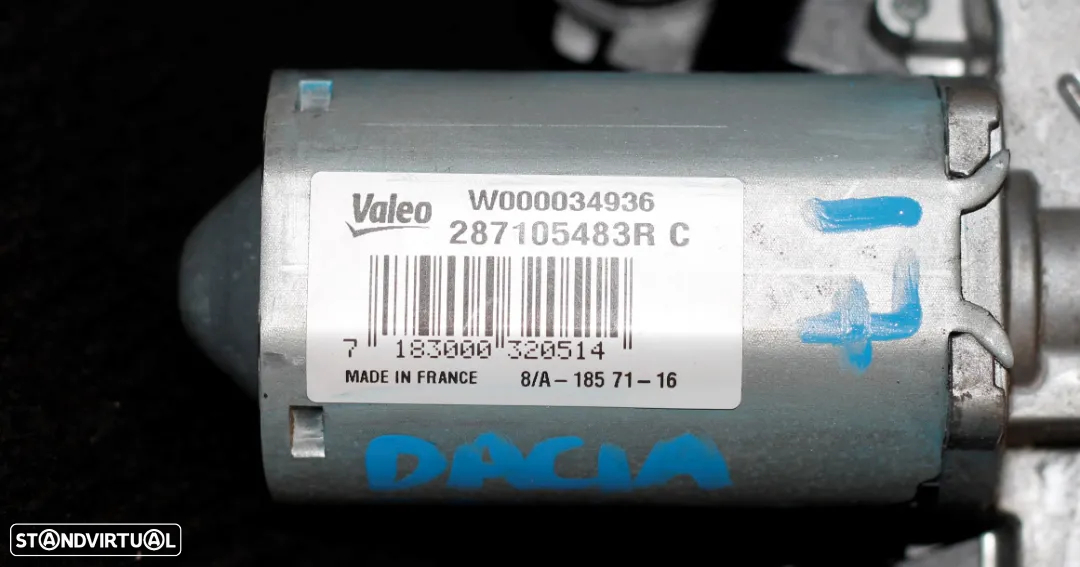 Valeo W000034936
287105483R C
7 183000 320514
MADE IN FRANCE 8/A-185 71-16
DACIA
STANDVIRTUAL